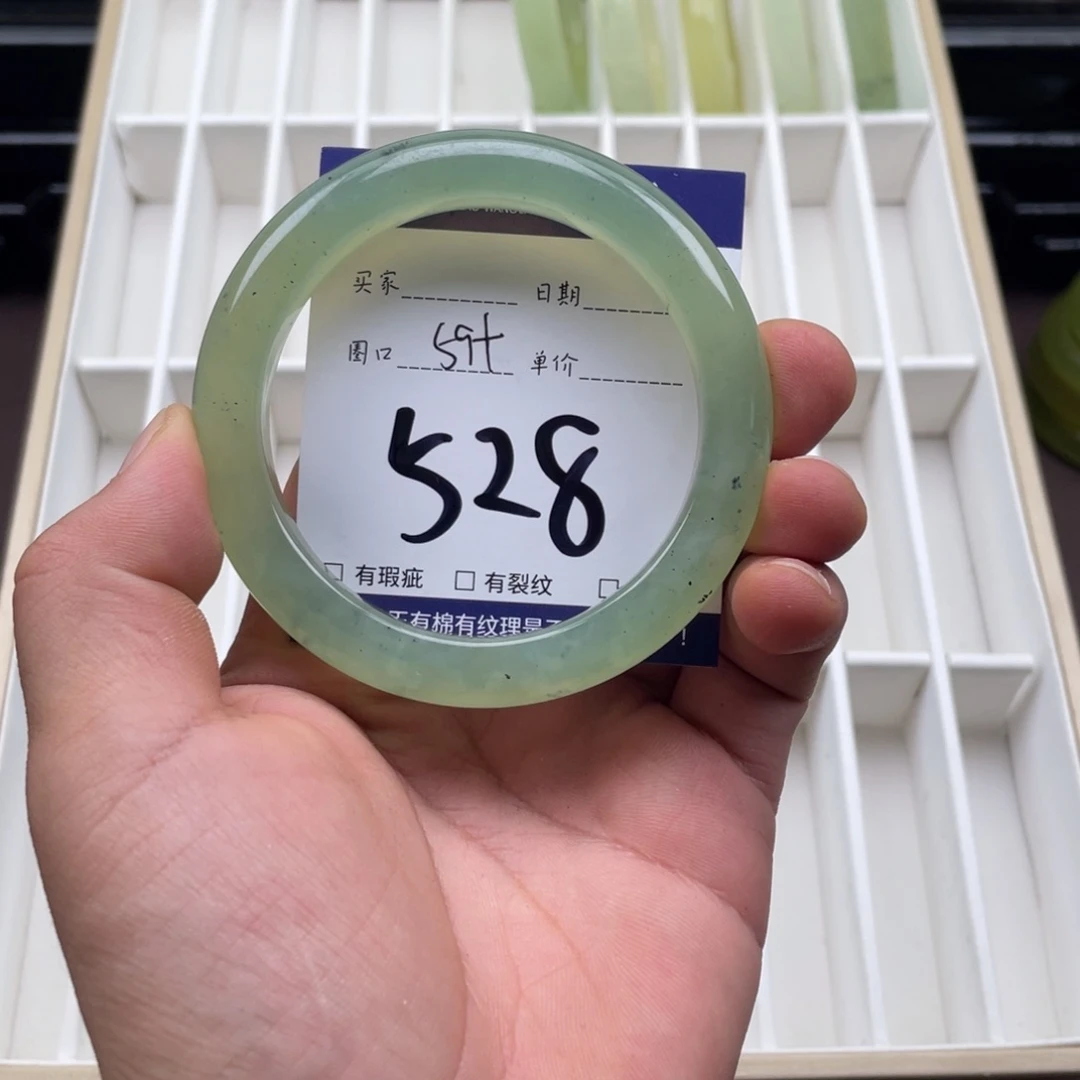 买家 日期
圈口 59+ 单价
528
□ 有瑕疵 □ 有裂纹 □
有棉有纹理是
！